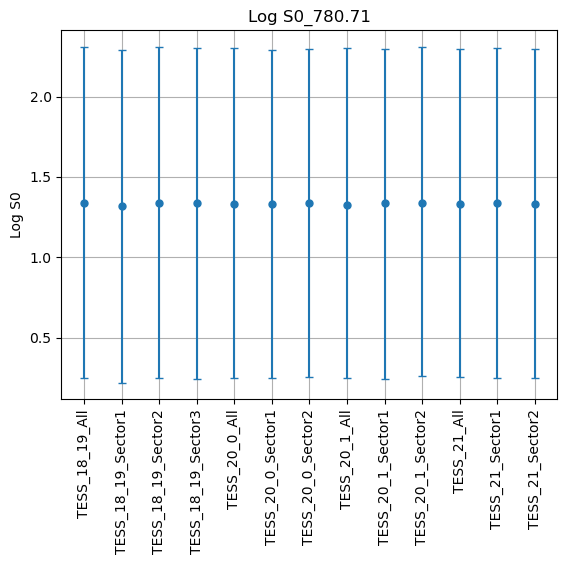 Log S0_780.71
Log S0
2.0
1.5
1.0
0.5
TESS_18_19_All
TESS_18_19_Sector1
TESS_18_19_Sector2
TESS_18_19_Sector3
TESS_20_0_All
TESS_20_0_Sector1
TESS_20_0_Sector2
TESS_20_1_All
TESS_20_1_Sector1
TESS_20_1_Sector2
TESS_21_All
TESS_21_Sector1
TESS_21_Sector2